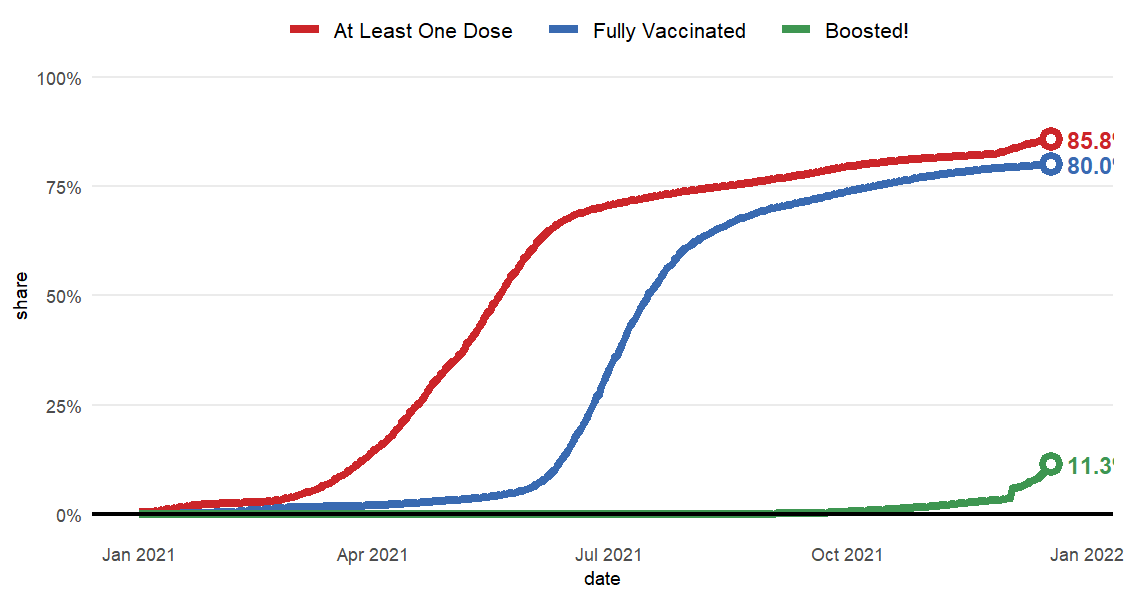 At Least One Dose Fully Vaccinated Boosted!
100%
75%
50%
25%
0%
share
85.8%
80.0%
11.3%
Jan 2021 Apr 2021 Jul 2021 Oct 2021 Jan 2022
date